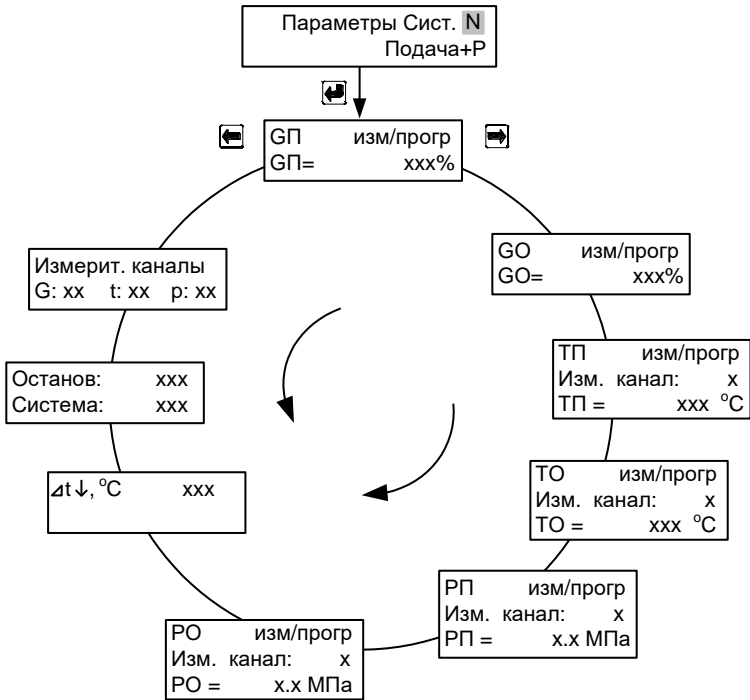 Параметры Сист. N
Подача+Р
GП изм/прогр
GП= xxx%
GО изм/прогр
GО= xxx%
ТП изм/прогр
Изм. канал: x
ТП = xxx °C
ТО изм/прогр
Изм. канал: x
ТО = xxx °C
РП изм/прогр
Изм. канал: x
РП = x.x МПа
РО изм/прогр
Изм. канал: x
РО = x.x МПа
⊿t↓, °C xxx
Останов: xxx
Система: xxx
Измерит. каналы
G: xx t: xx p: xx